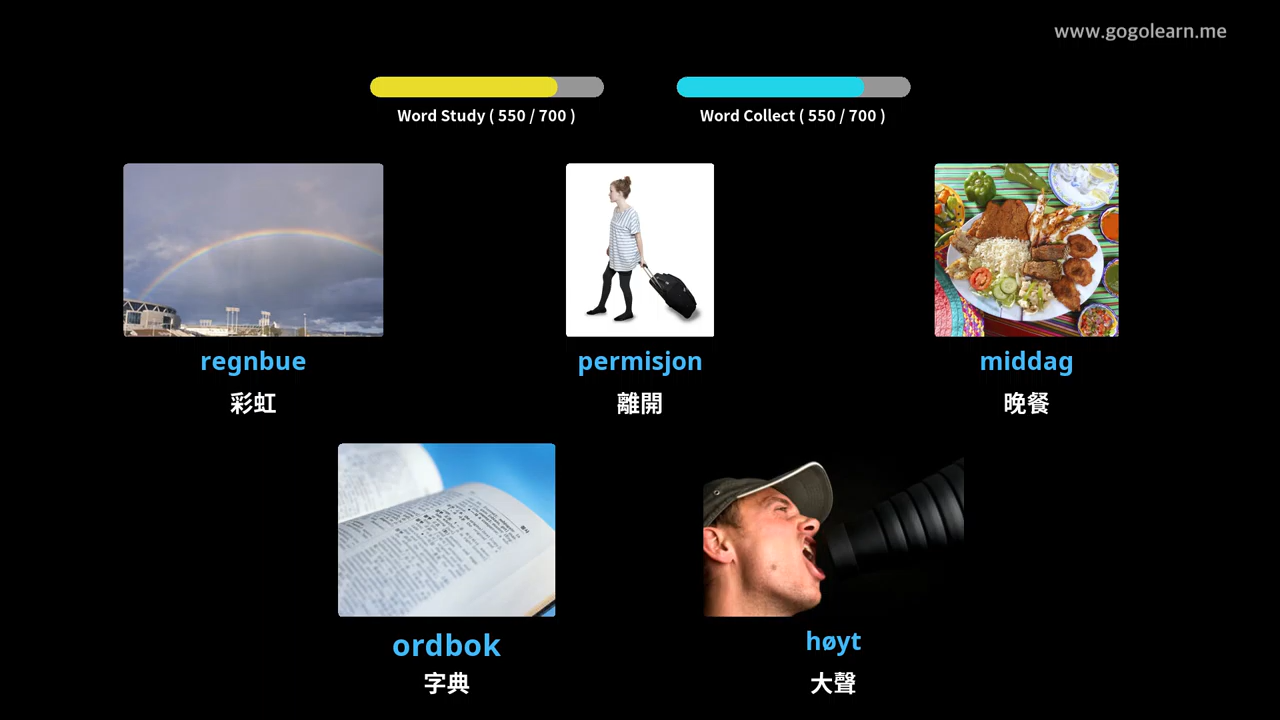 www.gogolearn.me
Word Study ( 550 / 700 )
Word Collect ( 550 / 700 )
regnbue
permisjon
middag
彩虹
離開
晚餐
ordbok
høyt
字典
大聲